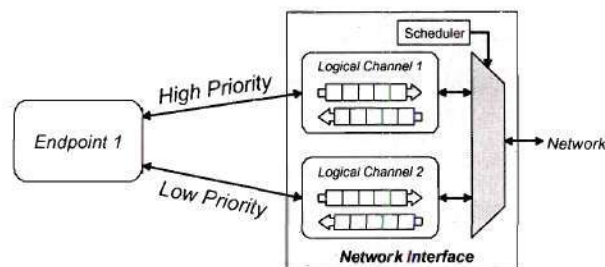 Scheduler
Logical Channel 1
High Priority
Endpoint 1
Network
Logical Channel 2
Low Priority
Network Interface